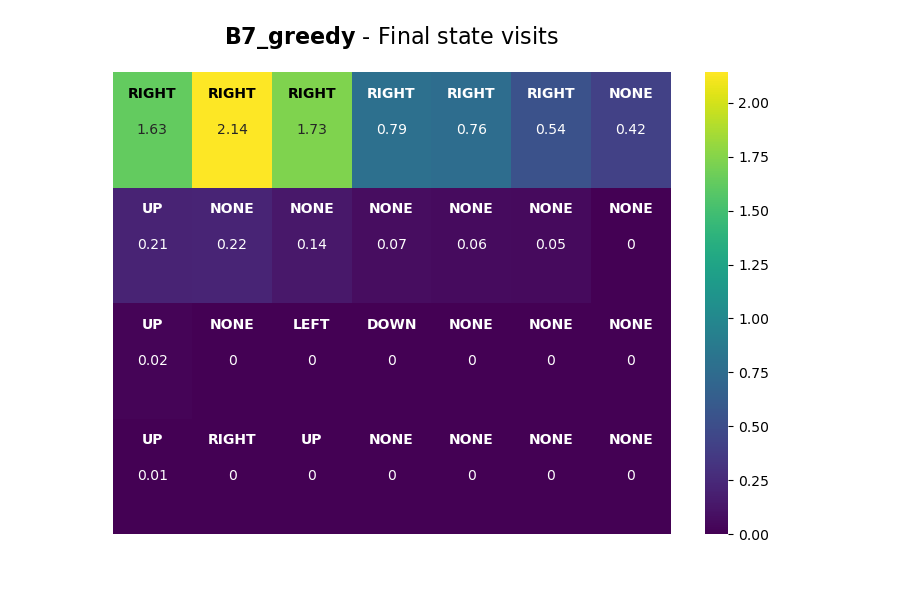 B7_greedy - Final state visits
RIGHT RIGHT RIGHT RIGHT RIGHT RIGHT NONE
1.63 2.14 1.73 0.79 0.76 0.54 0.42
UP NONE NONE NONE NONE NONE NONE
0.21 0.22 0.14 0.07 0.06 0.05 0
UP NONE LEFT DOWN NONE NONE NONE
0.02 0 0 0 0 0 0
UP RIGHT UP NONE NONE NONE NONE
0.01 0 0 0 0 0 0
2.00
1.75
1.50
1.25
1.00
0.75
0.50
0.25
0.00